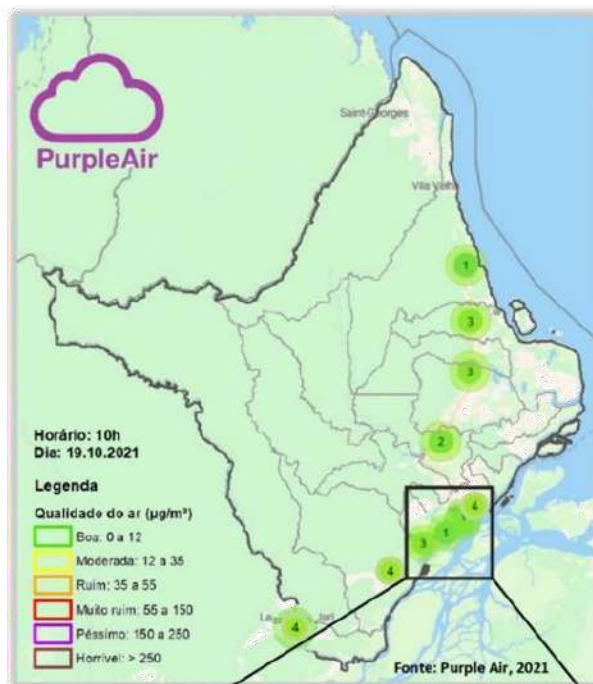 PurpleAir
Saint-Georges
Vila Velha
1
3
3
2
4
1
3
4
4
Horário: 10h
Dia: 19.10.2021
Legenda
Qualidade do ar (µg/m³)
Boa: 0 a 12
Moderada: 12 a 35
Ruim: 35 a 55
Muito ruim: 55 a 150
Péssimo: 150 a 250
Horrível: > 250
Fonte: Purple Air, 2021